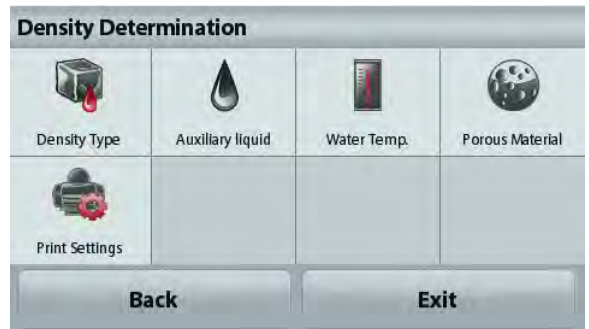 Density Determination
Density Type
Auxiliary liquid
Water Temp.
Porous Material
Print Settings
Back
Exit